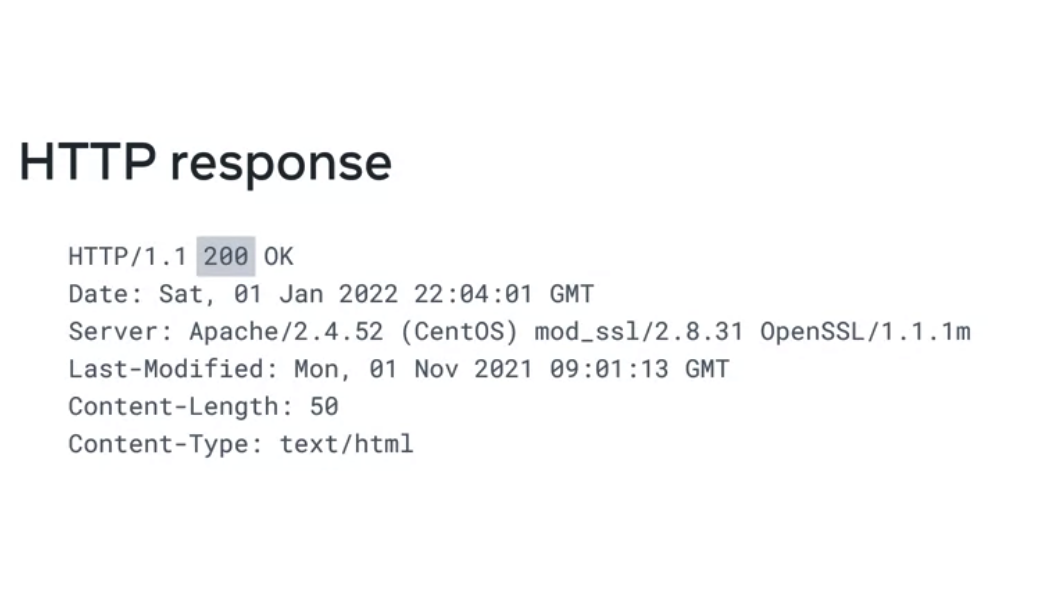 HTTP response
HTTP/1.1 200 OK
Date: Sat, 01 Jan 2022 22:04:01 GMT
Server: Apache/2.4.52 (CentOS) mod_ssl/2.8.31 OpenSSL/1.1.1m
Last-Modified: Mon, 01 Nov 2021 09:01:13 GMT
Content-Length: 50
Content-Type: text/html